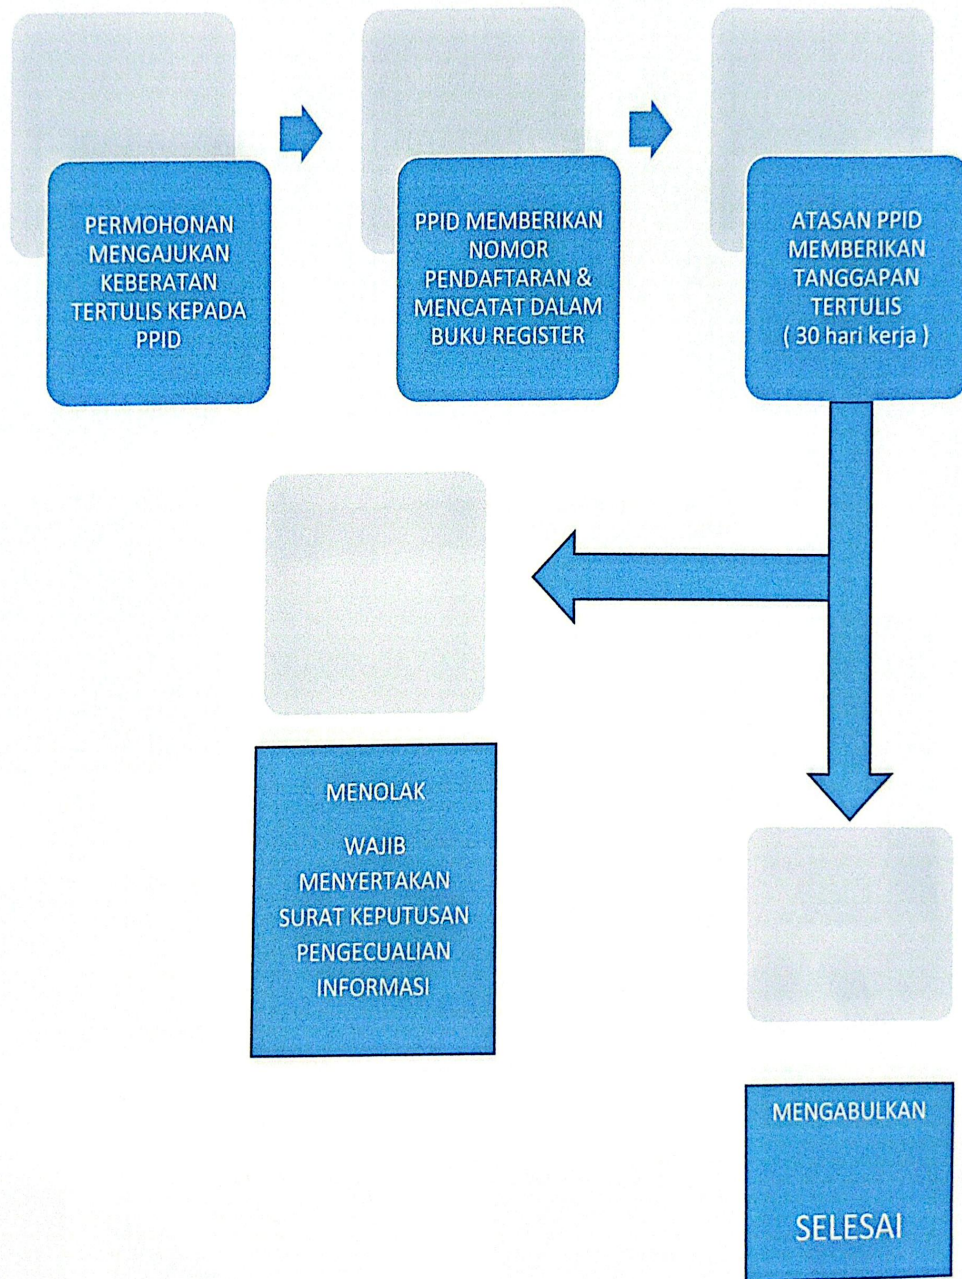 PERMOHONAN
MENGAJUKAN
KEBERATAN
TERTULIS KEPADA
PPID
PPID MEMBERIKAN
NOMOR
PENDAFTARAN &
MENCATAT DALAM
BUKU REGISTER
ATASAN PPID
MEMBERIKAN
TANGGAPAN
TERTULIS
( 30 hari kerja )
MENOLAK
WAJIB
MENYERTAKAN
SURAT KEPUTUSAN
PENGECUALIAN
INFORMASI
MENGABULKAN
SELESAI